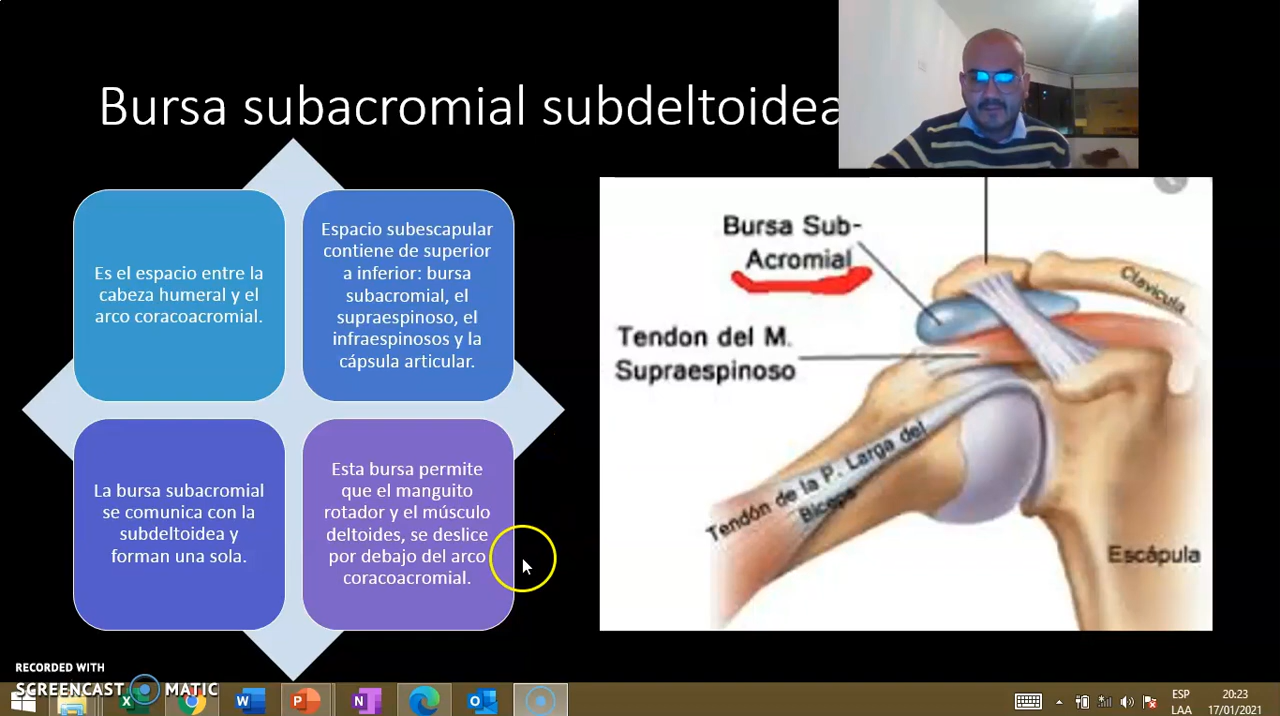 Bursa subacromial subdeltoidea
Es el espacio entre la
cabeza humeral y el
arco coracoacromial.
Espacio subescapular
contiene de superior
a inferior: bursa
subacromial, el
supraespinoso, el
infraespinosos y la
cápsula articular.
La bursa subacromial
se comunica con la
subdeltoidea y
forman una sola.
Esta bursa permite
que el manguito
rotador y el músculo
deltoides, se deslice
por debajo del arco
coracoacromial.
Bursa Sub-
Acromial
Clavicula
Tendon del M.
Supraespinoso
Tendón de la P. Larga del
Biceps
Escápula
RECORDED WITH
SCREENCAST MATIC
ESP
LAA
20:23
17/01/2021